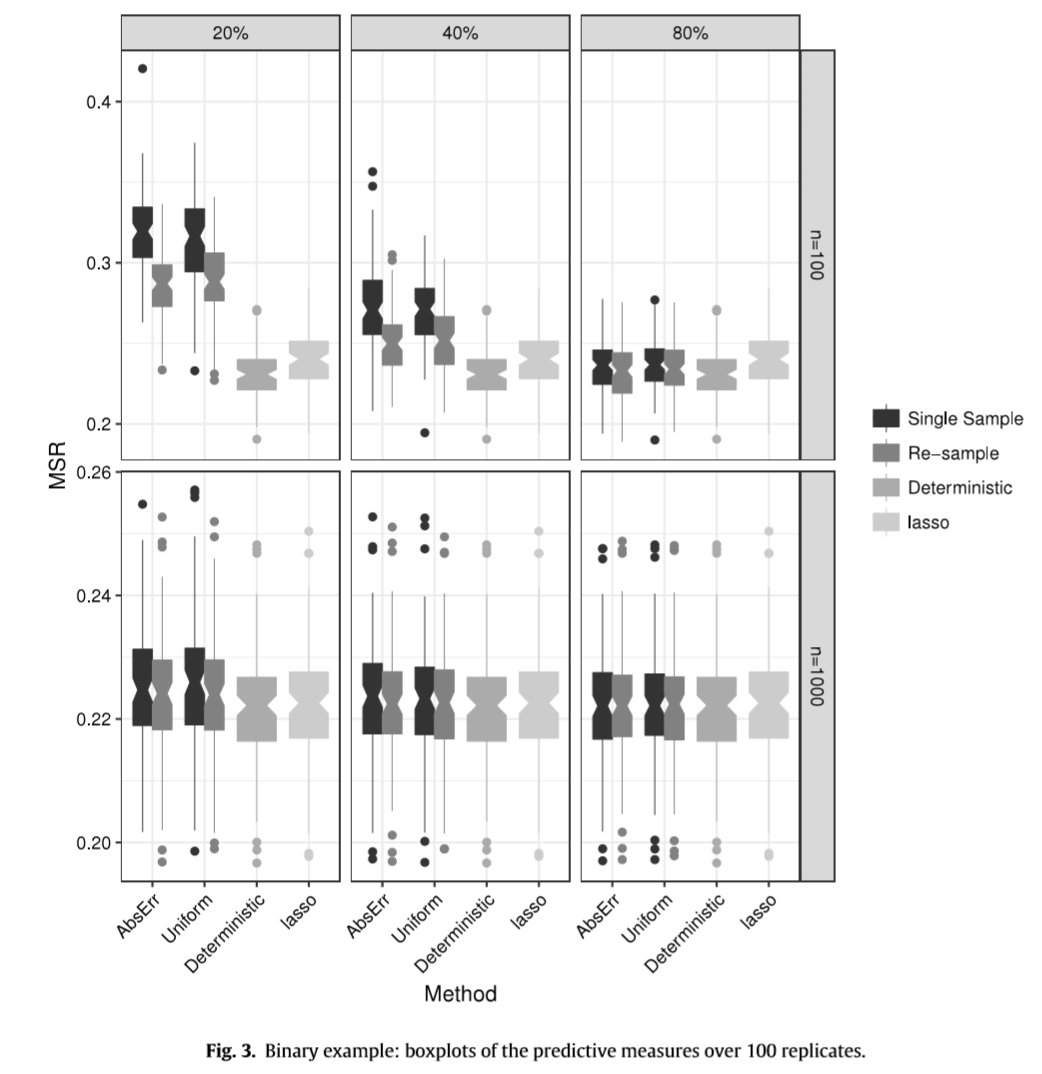 20%
40%
80%
0.4
0.3
0.2
n=100
MSR
0.26
0.24
0.22
0.20
n=1000
AbsErr
Uniform
Deterministic
lasso
AbsErr
Uniform
Deterministic
lasso
AbsErr
Uniform
Deterministic
lasso
Method
Single Sample
Re−sample
Deterministic
lasso
Fig. 3. Binary example: boxplots of the predictive measures over 100 replicates.